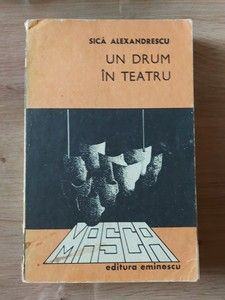 SICĂ ALEXANDRESCU
UN DRUM
ÎN TEATRU
MASCA
editura eminescu